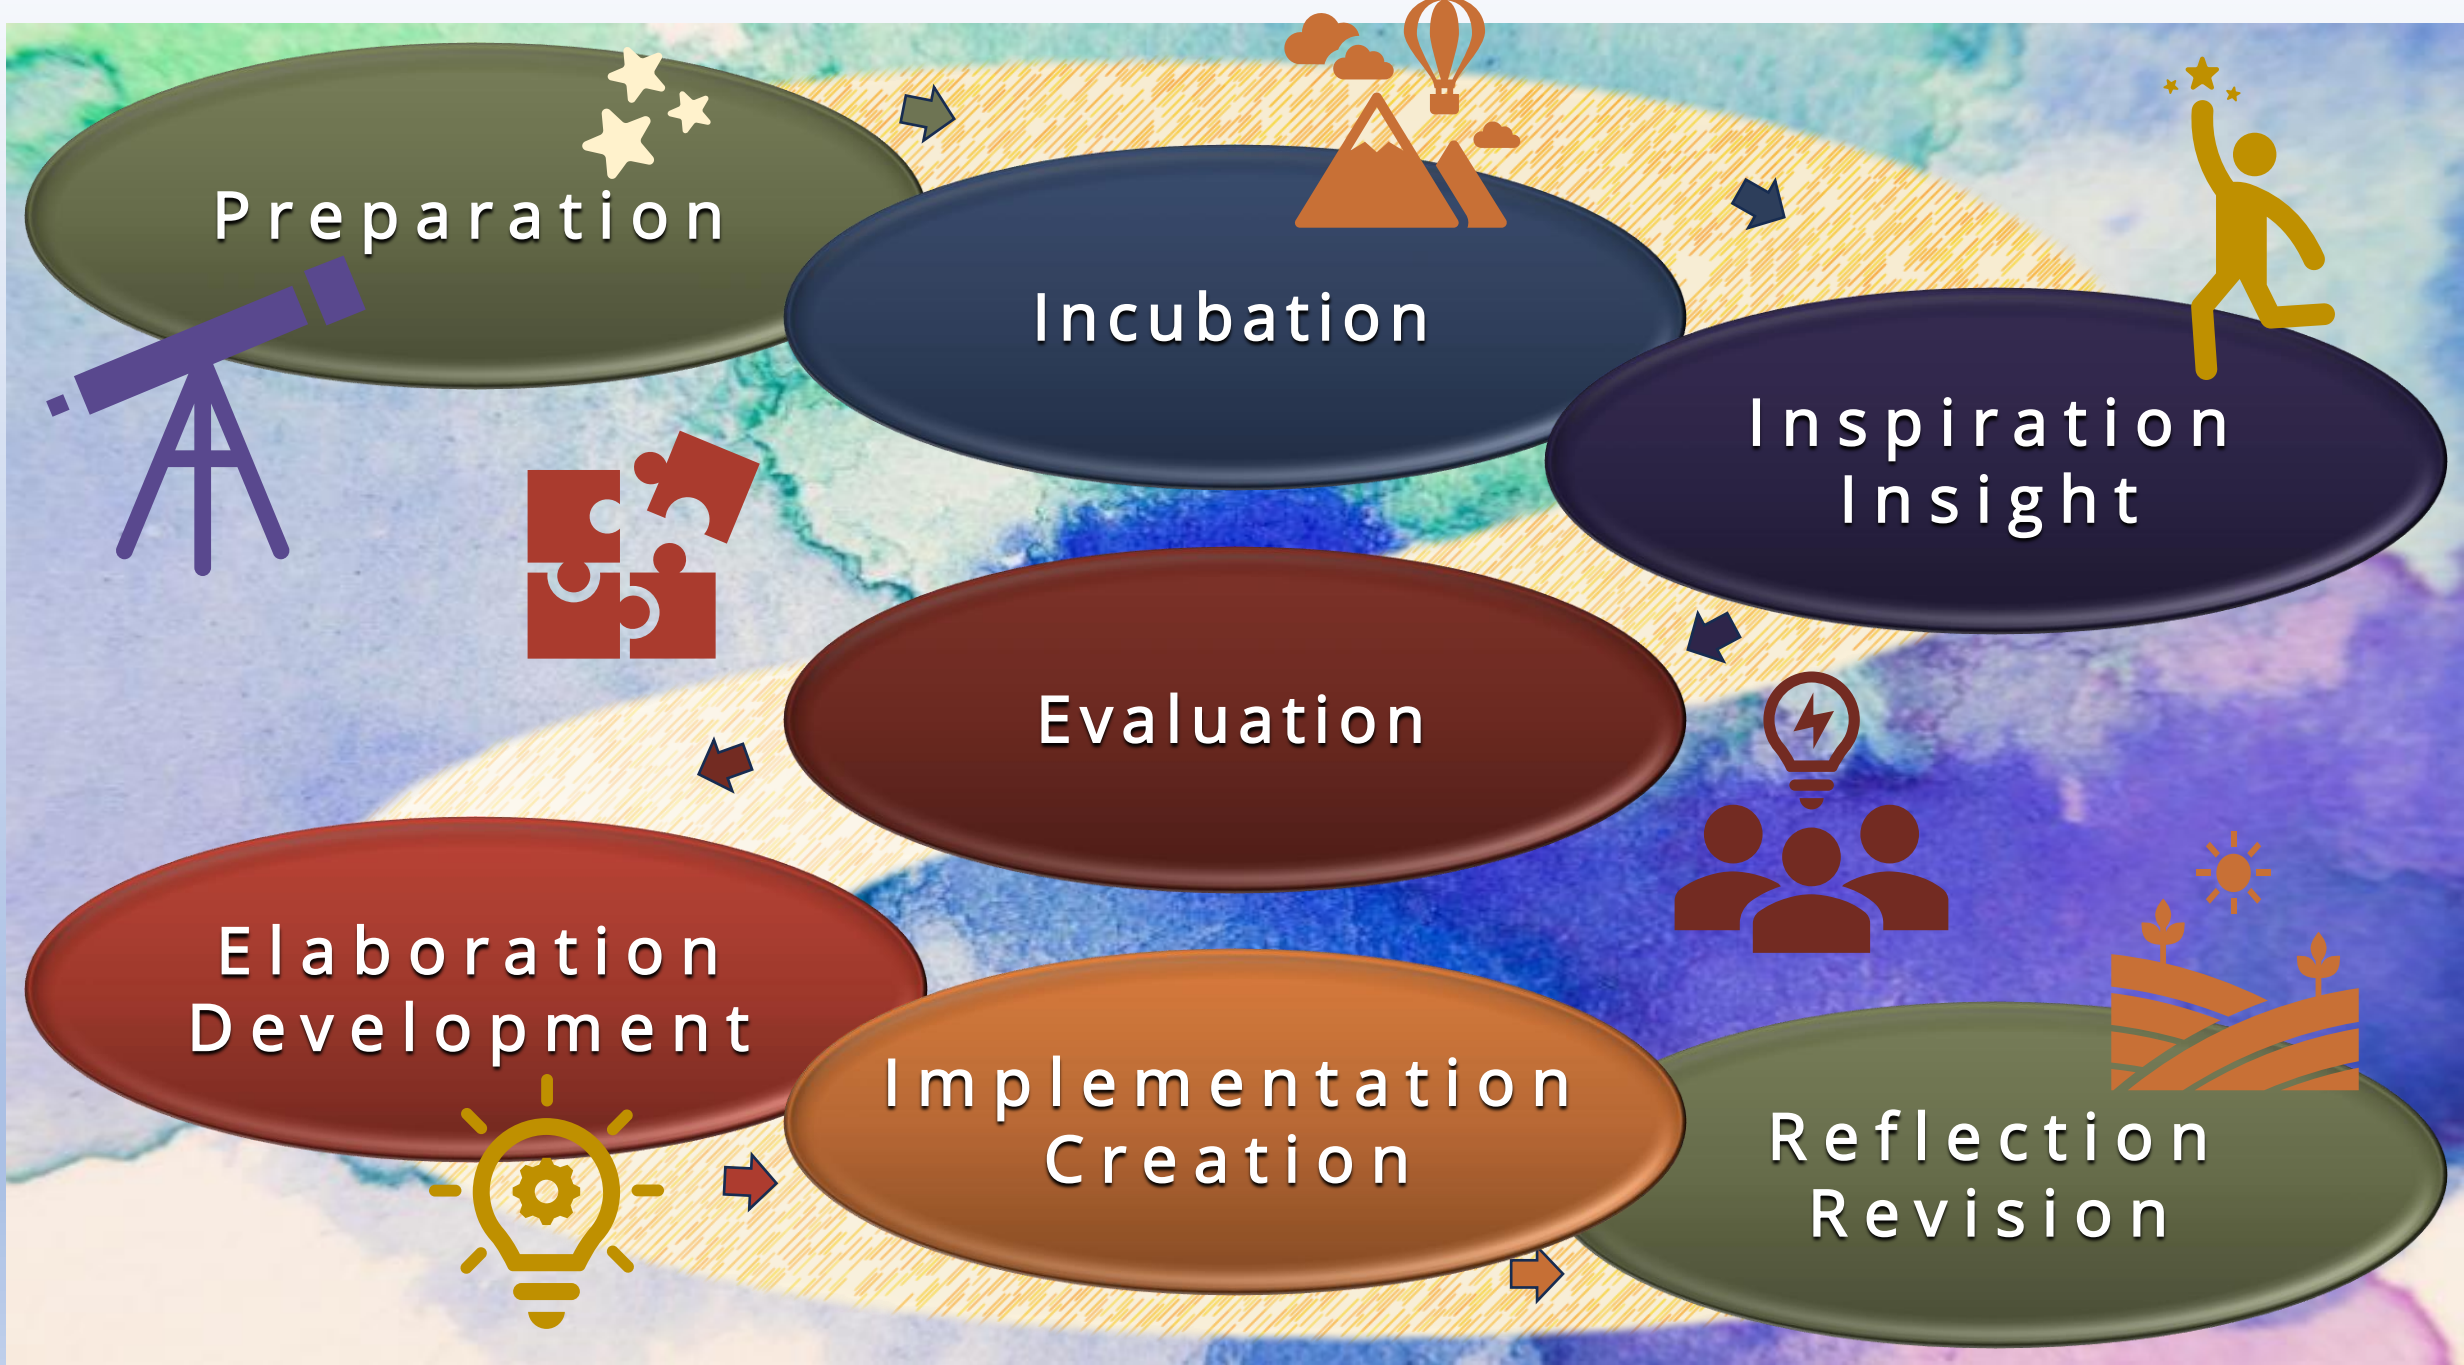 Preparation
Incubation
Inspiration
Insight
Evaluation
Elaboration
Development
Implementation
Creation
Reflection
Revision